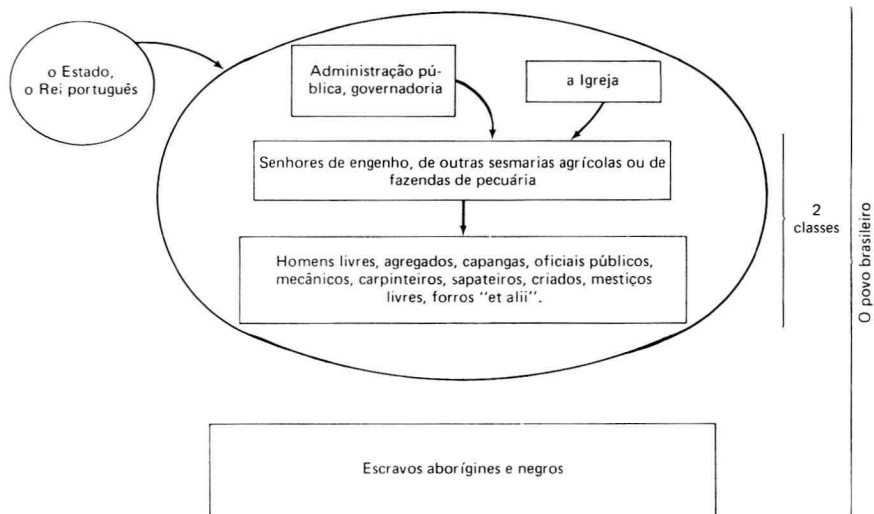 o Estado,
o Rei português
Administração pú-
blica, governadoria
a Igreja
Senhores de engenho, de outras sesmarias agrícolas ou de
fazendas de pecuária
2
classes
Homens livres, agregados, capangas, oficiais públicos,
mecânicos, carpinteiros, sapateiros, criados, mestiços
livres, forros "et alii".
O povo brasileiro
Escravos aborígines e negros